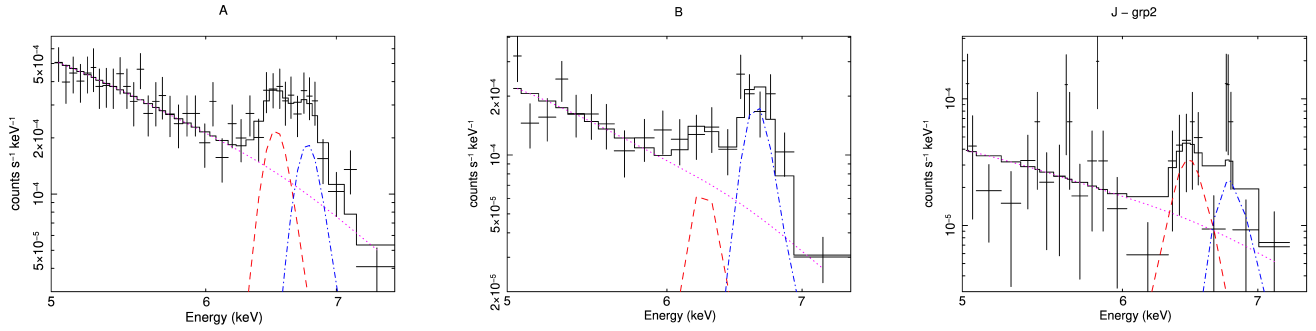 A
counts s⁻¹ keV⁻¹
5×10⁻⁴
2×10⁻⁴
10⁻⁴
5×10⁻⁵
5
6
7
Energy (keV)
B
counts s⁻¹ keV⁻¹
2×10⁻⁴
10⁻⁴
5×10⁻⁵
2×10⁻⁵
5
6
7
Energy (keV)
J − grp2
counts s⁻¹ keV⁻¹
10⁻⁴
10⁻⁵
5
6
7
Energy (keV)